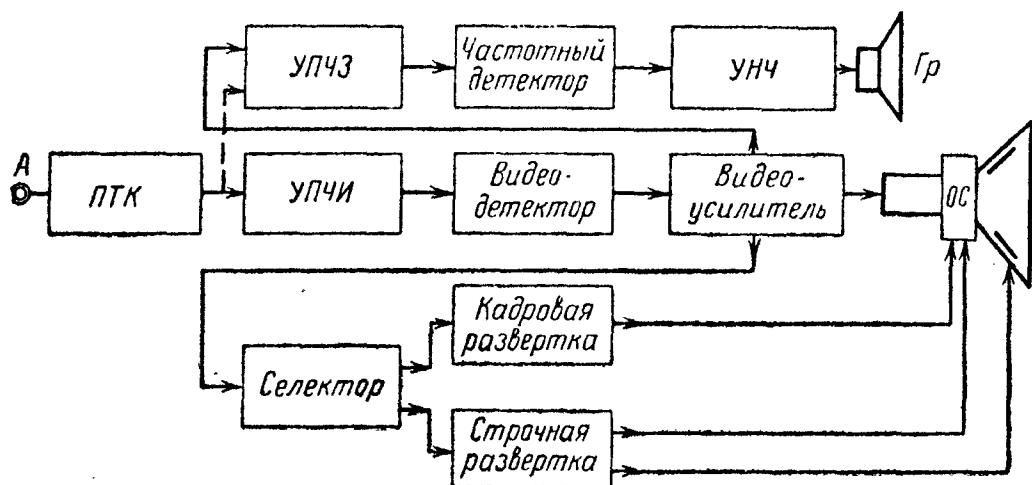 УПЧЗ
Частотный
детектор
УНЧ
Гр
А
ПТК
УПЧИ
Видео-
детектор
Видео-
усилитель
ОС
Кадровая
развертка
Селектор
Строчная
развертка